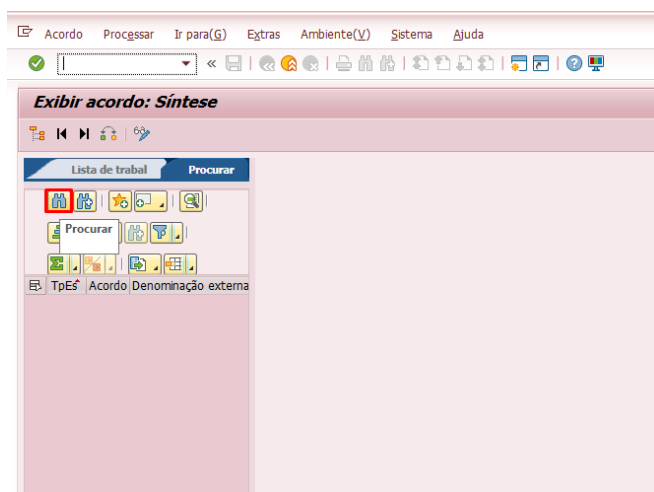 Acordo Processar Ir para(G) Extras Ambiente(V) Sistema Ajuda
Exibir acordo: Síntese
Lista de trabal Procurar
Procurar
TpEs Acordo Denominação externa